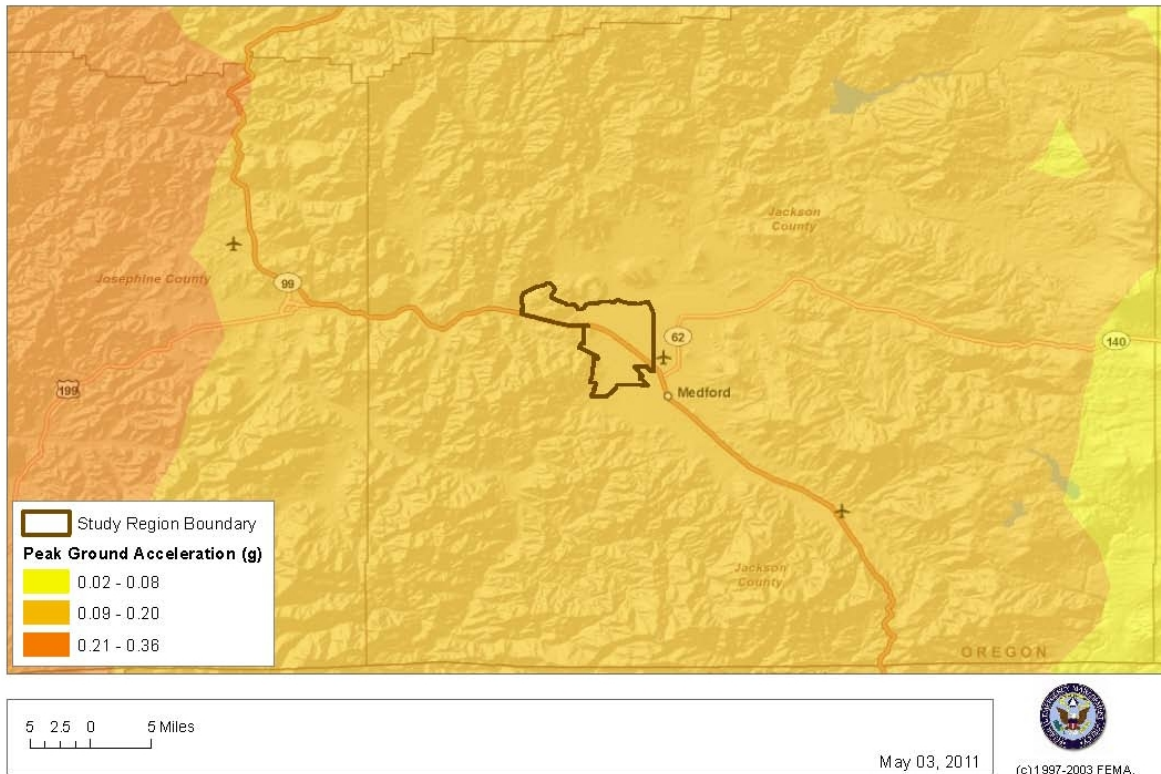 Jackson
County
Josephine County
99
62
140
199
Medford
Study Region Boundary
Peak Ground Acceleration (g)
0.02 - 0.08
0.09 - 0.20
0.21 - 0.36
Jackson
County
OREGON
5 2.5 0 5 Miles
May 03, 2011
(c) 1997-2003 FEMA.